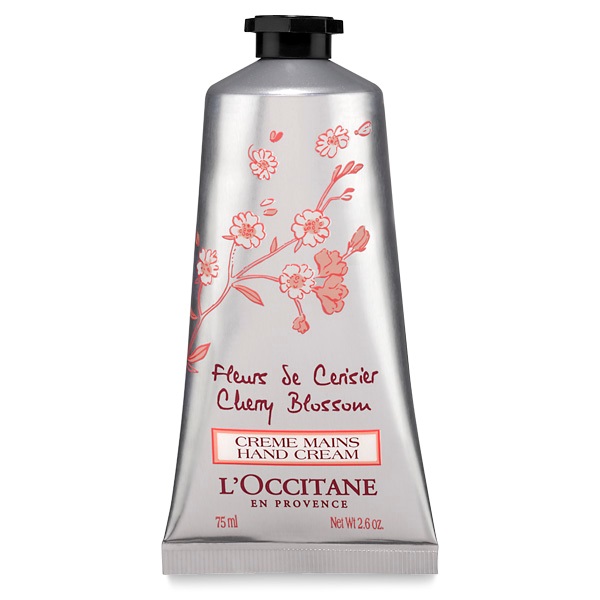 Fleurs de Cerisier
Cherry Blossom
CREME MAINS
HAND CREAM
L'OCCITANE
EN PROVENCE
75 ml Net Wt 2.6 oz.